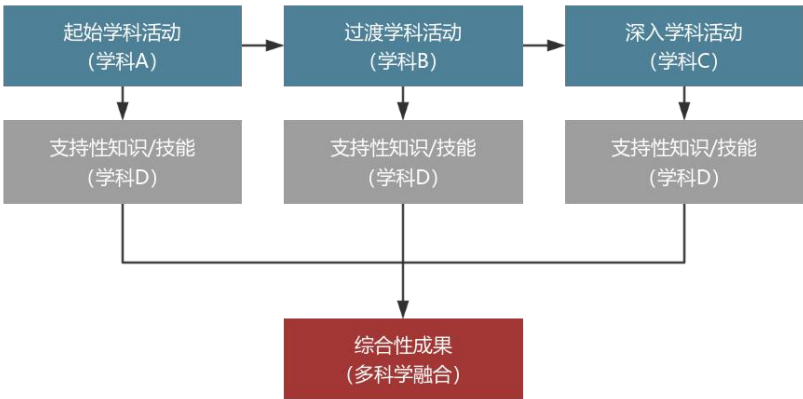 起始学科活动
（学科A）
过渡学科活动
（学科B）
深入学科活动
（学科C）
支持性知识/技能
（学科D）
支持性知识/技能
（学科D）
支持性知识/技能
（学科D）
综合性成果
（多科学融合）